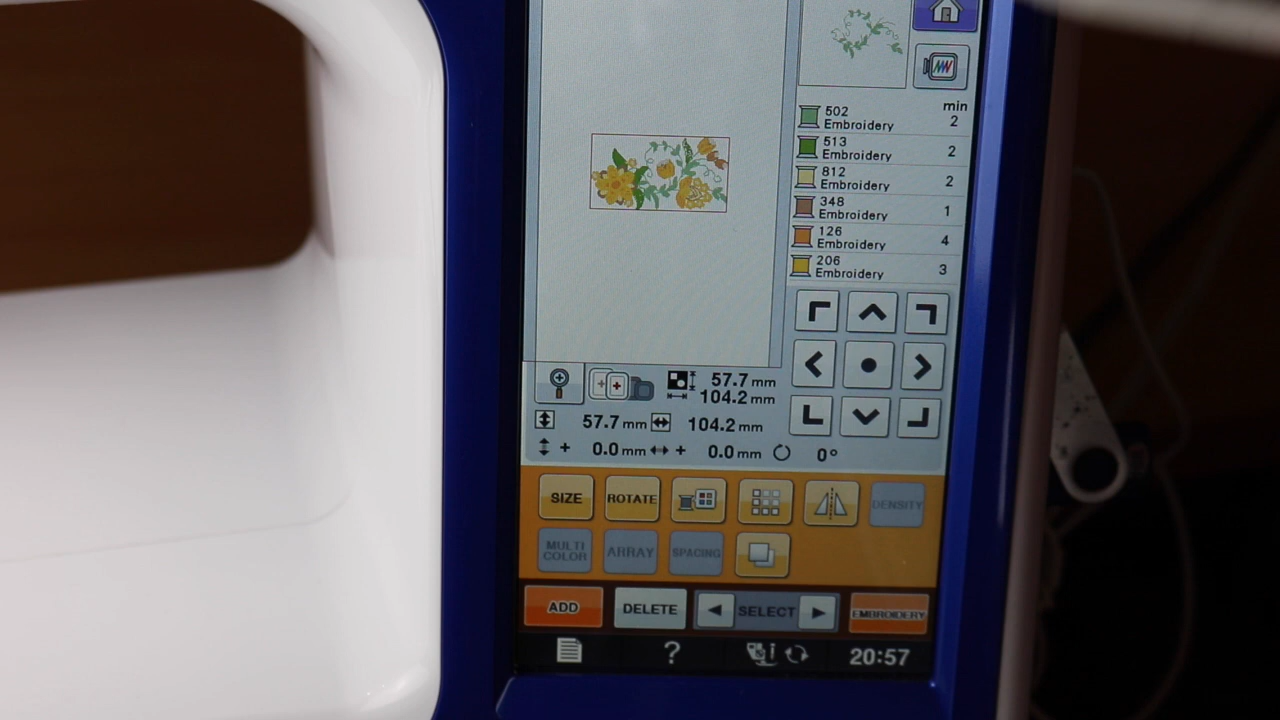 min
502
Embroidery 2
513
Embroidery 2
812
Embroidery 2
348
Embroidery 1
126
Embroidery 4
206
Embroidery 3
57.7 mm
104.2 mm
57.7 mm 104.2 mm
+ 0.0 mm + 0.0 mm 0°
SIZE ROTATE DENSITY
MULTI COLOR ARRAY SPACING
ADD DELETE SELECT EMBROIDERY
? 20:57